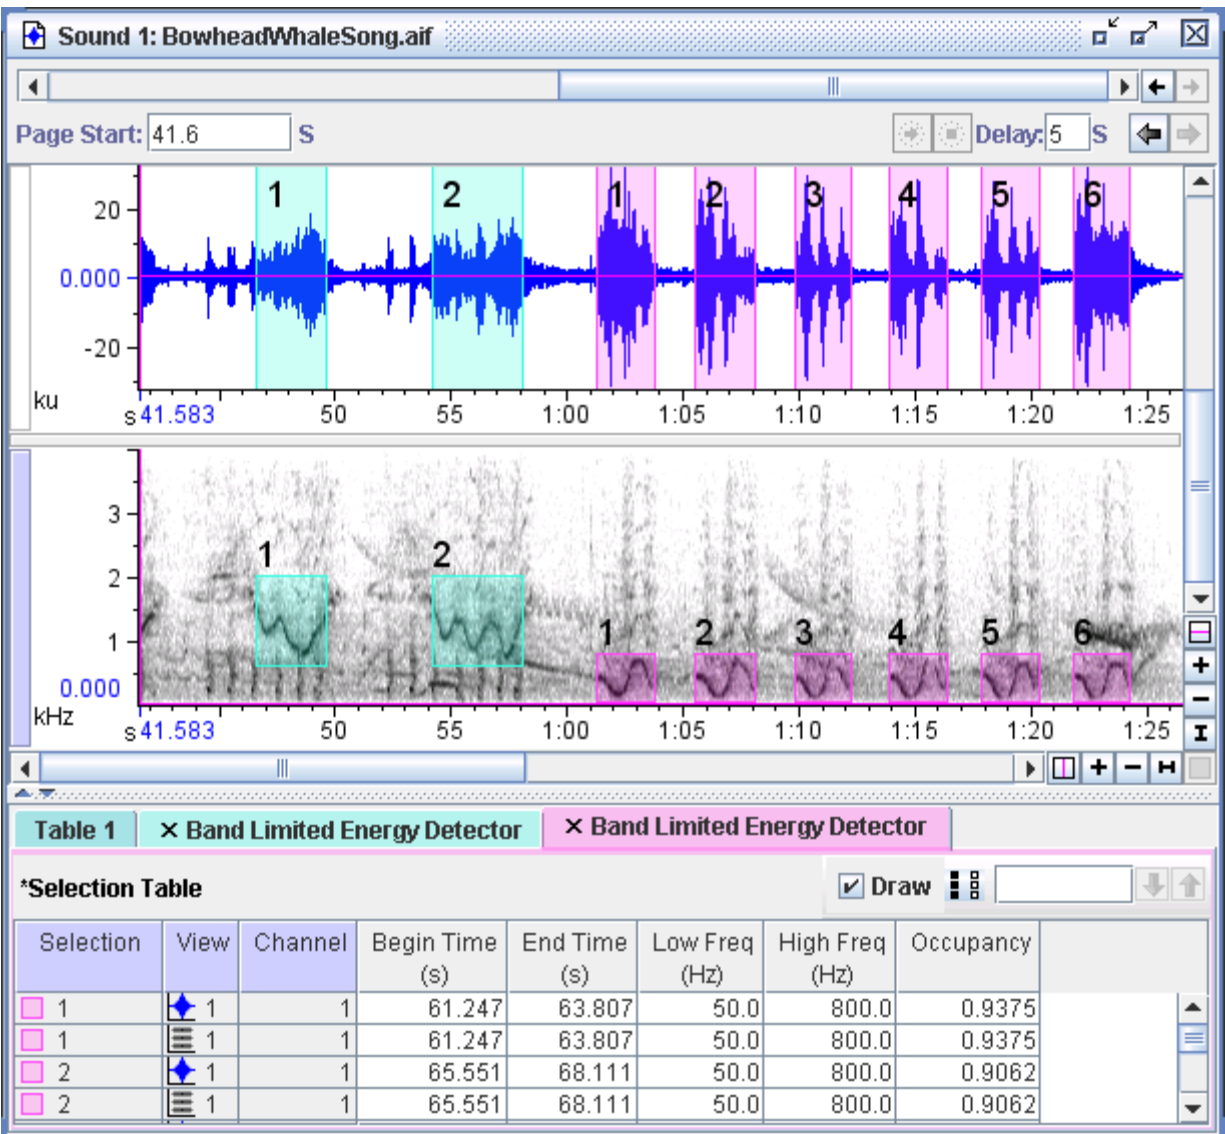 Sound 1: BowheadWhaleSong.aif
Page Start: 41.6 S Delay: 5 S
1 2 1 2 3 4 5 6
20
0.000
-20
ku
s 41.583 50 55 1:00 1:05 1:10 1:15 1:20 1:25
3
1 2
2
1 2 3 4 5 6
1
0.000
kHz
s 41.583 50 55 1:00 1:05 1:10 1:15 1:20 1:25
Table 1 × Band Limited Energy Detector × Band Limited Energy Detector
*Selection Table Draw
Selection View Channel Begin Time (s) End Time (s) Low Freq (Hz) High Freq (Hz) Occupancy
1 1 1 61.247 63.807 50.0 800.0 0.9375
1 1 1 61.247 63.807 50.0 800.0 0.9375
2 1 1 65.551 68.111 50.0 800.0 0.9062
2 1 1 65.551 68.111 50.0 800.0 0.9062